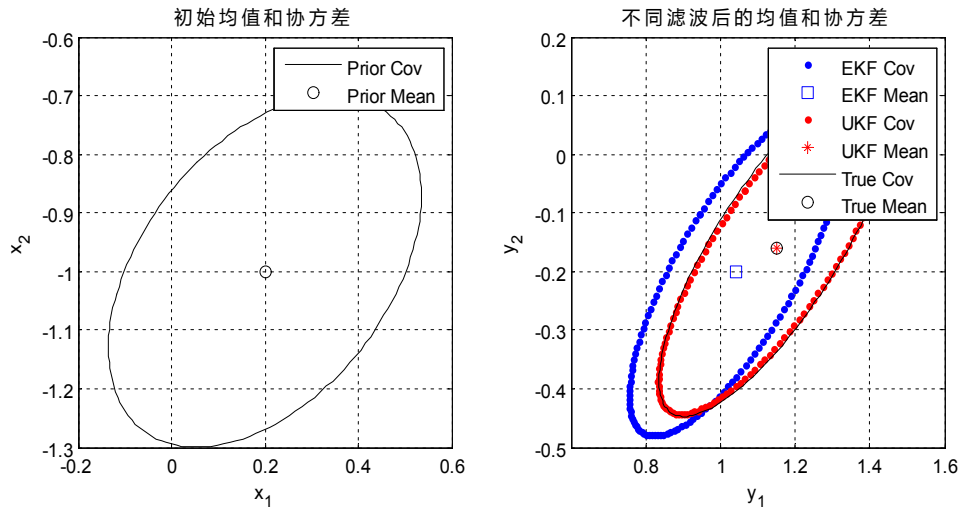 初始均值和协方差
-0.6
-0.7
-0.8
-0.9
-1
-1.1
-1.2
-1.3
-0.2
0
0.2
0.4
0.6
x1
x2
Prior Cov
Prior Mean
不同滤波后的均值和协方差
0.2
0.1
0
-0.1
-0.2
-0.3
-0.4
-0.5
0.8
1
1.2
1.4
1.6
y1
y2
EKF Cov
EKF Mean
UKF Cov
UKF Mean
True Cov
True Mean